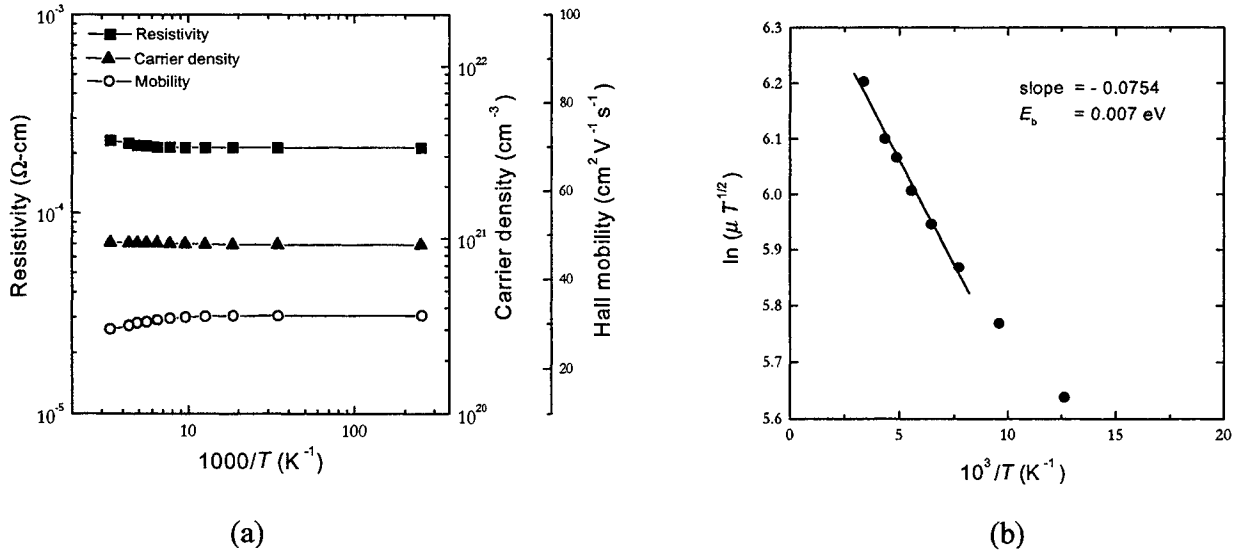 10⁻³
10⁻⁴
10⁻⁵
Resistivity (Ω-cm)
Resistivity
Carrier density
Mobility
10
100
1000/T (K⁻¹)
10²²
10²¹
10²⁰
Carrier density (cm⁻³)
100
80
60
40
20
Hall mobility (cm² V⁻¹ s⁻¹)
(a)
6.3
6.2
6.1
6.0
5.9
5.8
5.7
5.6
ln (μ T^1/2)
slope = - 0.0754
E_b = 0.007 eV
0
5
10
15
20
10³/T (K⁻¹)
(b)